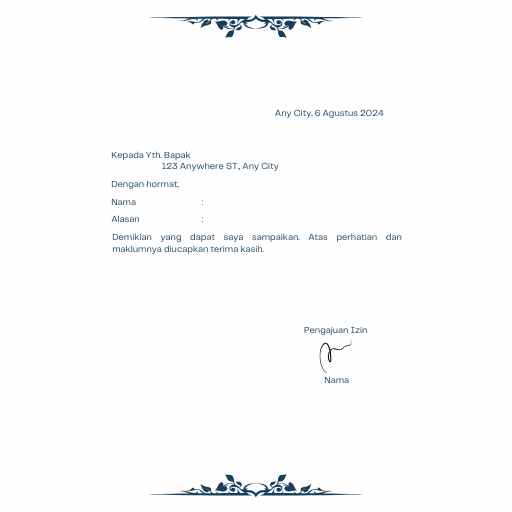 Any City, 6 Agustus 2024
Kepada Yth. Bapak
123 Anywhere ST., Any City
Dengan hormat,
Nama :
Alasan :
Demikian yang dapat saya sampaikan. Atas perhatian dan
maklumnya diucapkan terima kasih.
Pengajuan Izin
Nama